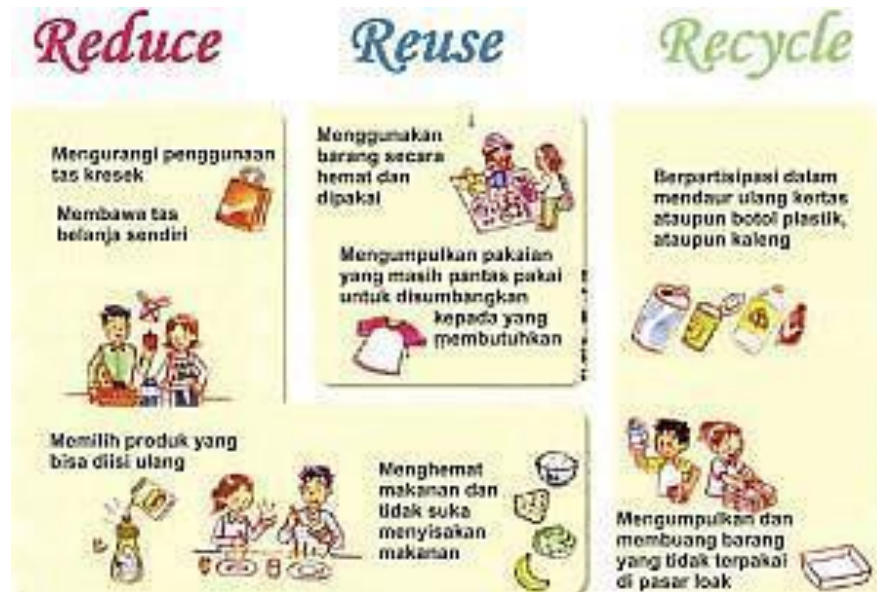 Reduce
Reuse
Recycle
Mengurangi penggunaan
tas kresek
Membawa tas
belanja sendiri
Memilih produk yang
bisa diisi ulang
Menghemat
makanan dan
tidak suka
menyisakan
makanan
Menggunakan
barang secara
hemat dan
dipakai
Mengumpulkan pakaian
yang masih pantas pakai
untuk disumbangkan
kepada yang
membutuhkan
Berpartisipasi dalam
mendaur ulang kertas
ataupun botol plastik,
ataupun kaleng
Mengumpulkan dan
membuang barang
yang tidak terpakai
di pasar loak